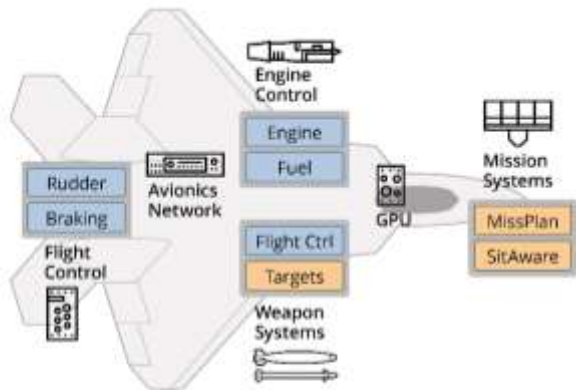 Engine
Control
Engine
Fuel
Mission
Systems
Rudder
Braking
Avionics
Network
GPU
MissPlan
SitAware
Flight
Control
Flight Ctrl
Targets
Weapon
Systems